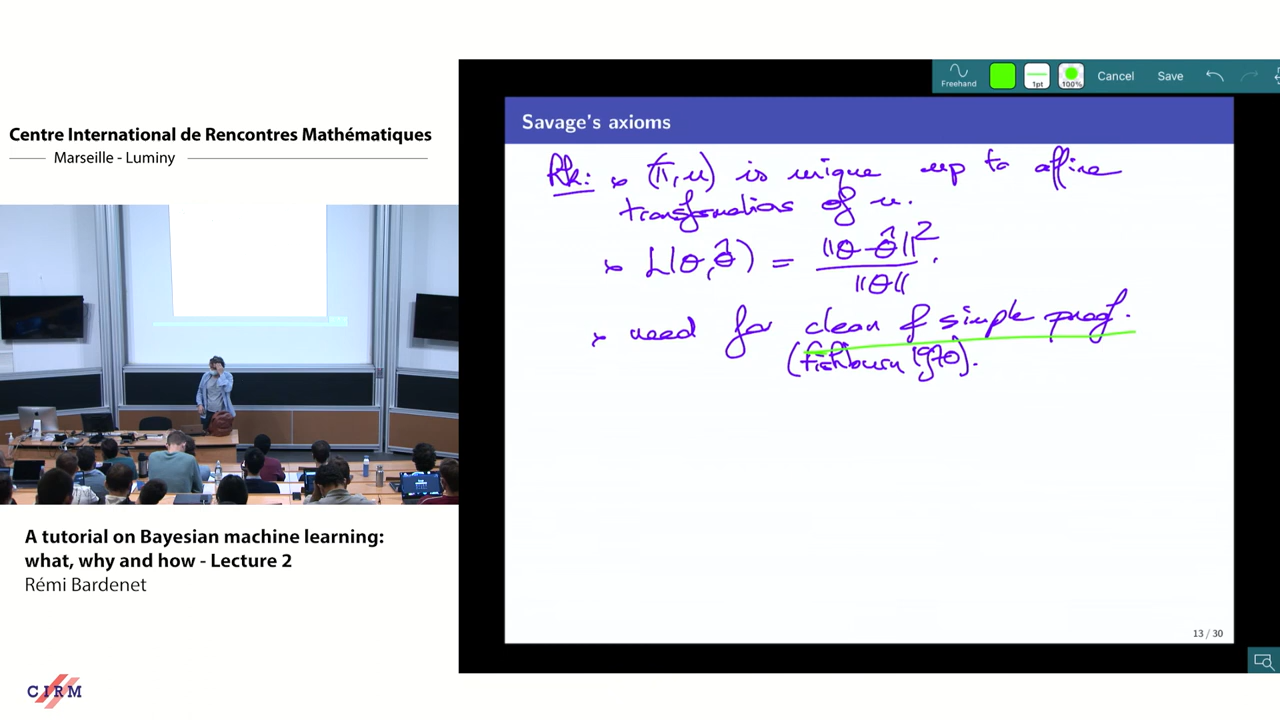 Centre International de Rencontres Mathématiques
Marseille - Luminy
A tutorial on Bayesian machine learning:
what, why and how - Lecture 2
Rémi Bardenet
CIRM
Freehand
1pt
100%
Cancel
Save
Savage's axioms
Rk: × (π, u) is unique up to affine
transformations of u.
× L(θ, θ̂) = ‖θ-θ̂‖² / ‖θ‖.
× need for clean & simple proof.
(Fishburn 1970).
13 / 30